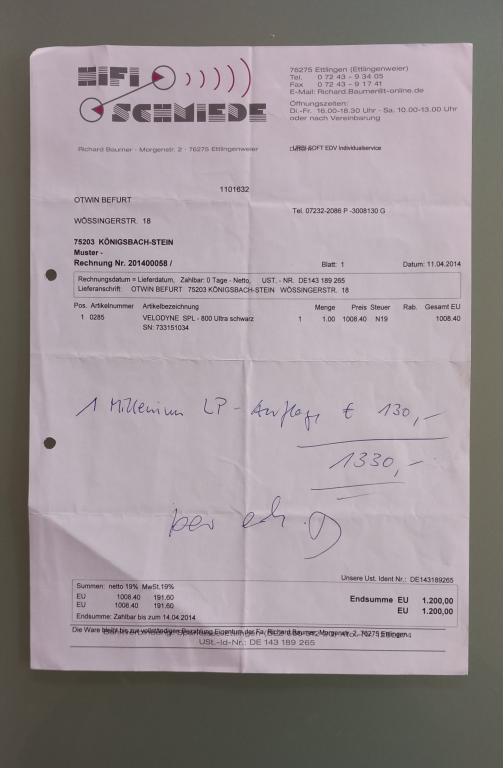 HIFI
SCHMIEDE
Richard Baumer - Morgenstr. 2 - 76275 Ettlingenweier
76275 Ettlingen (Ettlingenweier)
Tel. 0 72 43 - 9 34 05
Fax 0 72 43 - 9 17 41
E-Mail: Richard.Baumer@t-online.de
Öffnungszeiten:
Di.-Fr. 16.00-18.30 Uhr - Sa. 10.00-13.00 Uhr
oder nach Vereinbarung
URSI-SOFT EDV Individualservice
1101632
OTWIN BEFURT
Tel. 07232-2086 P -3008130 G
WÖSSINGERSTR. 18
75203 KÖNIGSBACH-STEIN
Muster -
Rechnung Nr. 201400058 / Blatt: 1 Datum: 11.04.2014
Rechnungsdatum = Lieferdatum, Zahlbar: 0 Tage - Netto, UST.- NR. DE143 189 265
Lieferanschrift: OTWIN BEFURT 75203 KÖNIGSBACH-STEIN WÖSSINGERSTR. 18
Pos. Artikelnummer Artikelbezeichnung Menge Preis Steuer Rab. Gesamt EU
1 0285 VELODYNE SPL - 800 Ultra schwarz 1 1.00 1008.40 N19 1008.40
SN: 733151034
1 Millenium LP-Auflage € 130,-
1330,-
per
Unsere Ust. Ident Nr.: DE143189265
Summen: netto 19% MwSt.19%
EU 1008.40 191.60 Endsumme EU 1.200,00
EU 1008.40 191.60 EU 1.200,00
Endsumme: Zahlbar bis zum 14.04.2014
Die Ware bleibt bis zur vollständigen Bezahlung Eigentum der Fa. Richard Baumer, Morgenstr. 2, 76275 Ettlingen
USt.-Id-Nr.: DE 143 189 265